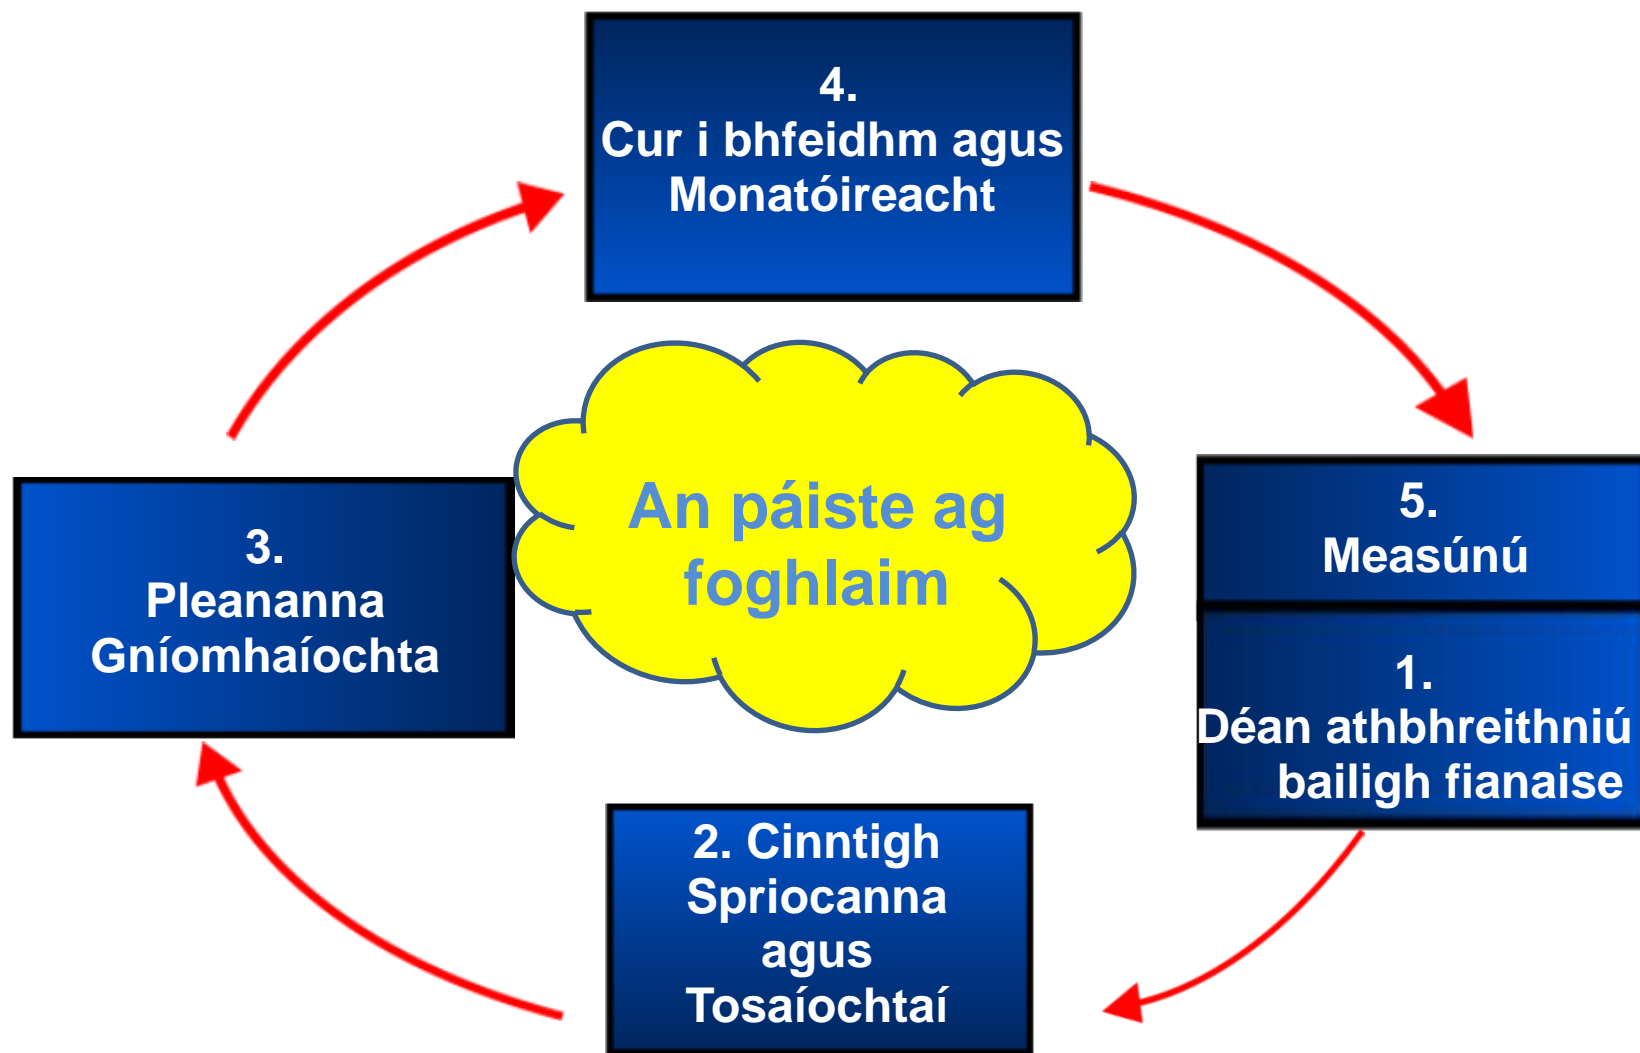 4.
Cur i bhfeidhm agus
Monatóireacht
An páiste ag
foghlaim
3.
Pleananna
Gníomhaíochta
5.
Measúnú
1.
Déan athbhreithniú
bailigh fianaise
2. Cinntigh
Spriocanna
agus
Tosaíochtaí